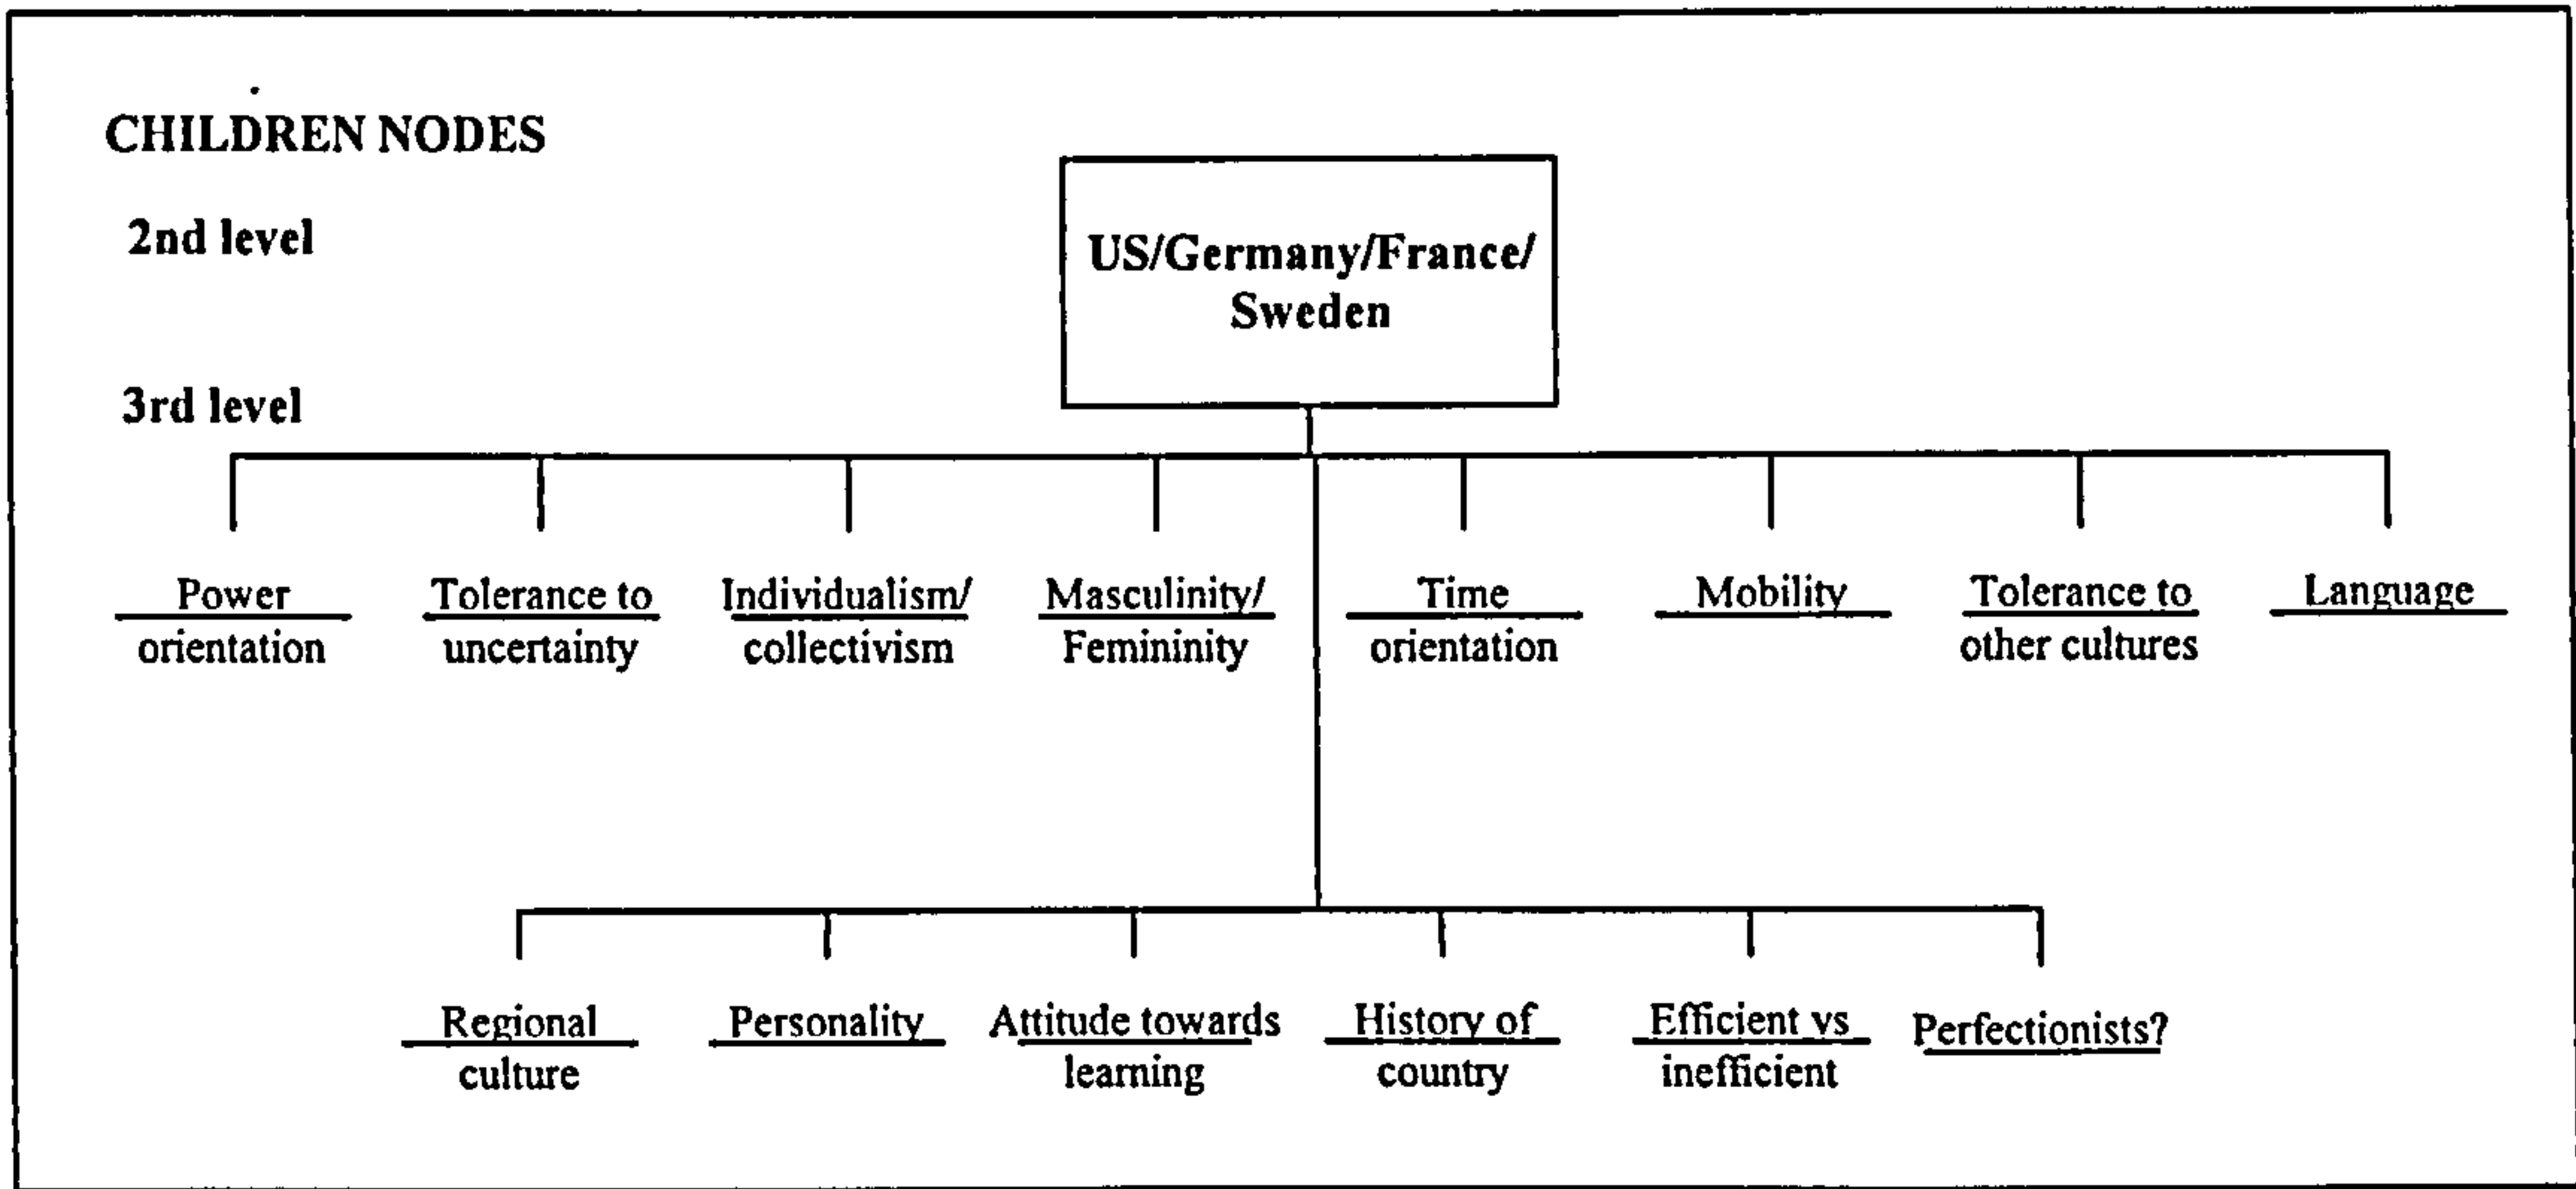 CHILDREN NODES
2nd level
US/Germany/France/
Sweden
3rd level
Power
orientation
Tolerance to
uncertainty
Individualism/
collectivism
Masculinity/
Femininity
Time
orientation
Mobility
Tolerance to
other cultures
Language
Regional
culture
Personality
Attitude towards
learning
History of
country
Efficient vs
inefficient
Perfectionists?